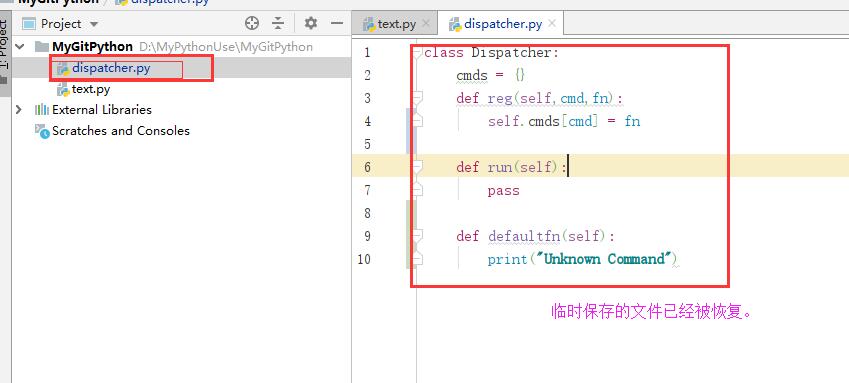 MyGitPython
dispatcher.py
1: Project
Project
text.py
dispatcher.py
MyGitPython D:\MyPythonUse\MyGitPython
dispatcher.py
text.py
External Libraries
Scratches and Consoles
1 class Dispatcher:
2 cmds = {}
3 def reg(self,cmd,fn):
4 self.cmds[cmd] = fn
5
6 def run(self):
7 pass
8
9 def defaultfn(self):
10 print("Unknown Command")
临时保存的文件已经被恢复。